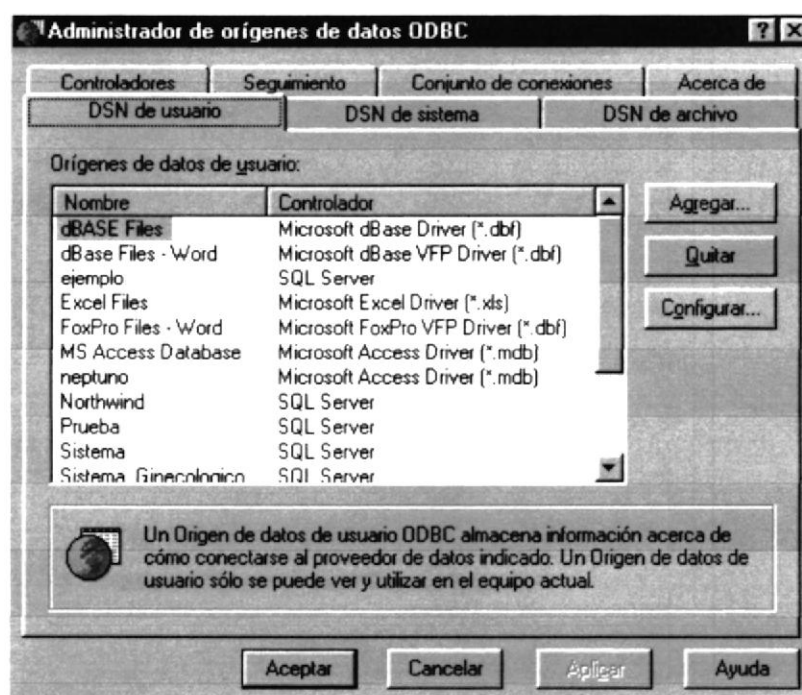 Administrador de orígenes de datos ODBC
Controladores Seguimiento Conjunto de conexiones Acerca de
DSN de usuario DSN de sistema DSN de archivo
Orígenes de datos de usuario:
Nombre Controlador
dBASE Files Microsoft dBase Driver (*.dbf)
dBase Files - Word Microsoft dBase VFP Driver (*.dbf)
ejemplo SQL Server
Excel Files Microsoft Excel Driver (*.xls)
FoxPro Files - Word Microsoft FoxPro VFP Driver (*.dbf)
MS Access Database Microsoft Access Driver (*.mdb)
neptuno Microsoft Access Driver (*.mdb)
Northwind SQL Server
Prueba SQL Server
Sistema SQL Server
Sistema_Ginecologico SQL Server
Agregar...
Quitar
Configurar...
Un Origen de datos de usuario ODBC almacena información acerca de
cómo conectarse al proveedor de datos indicado. Un Origen de datos de
usuario sólo se puede ver y utilizar en el equipo actual.
Aceptar Cancelar Aplicar Ayuda